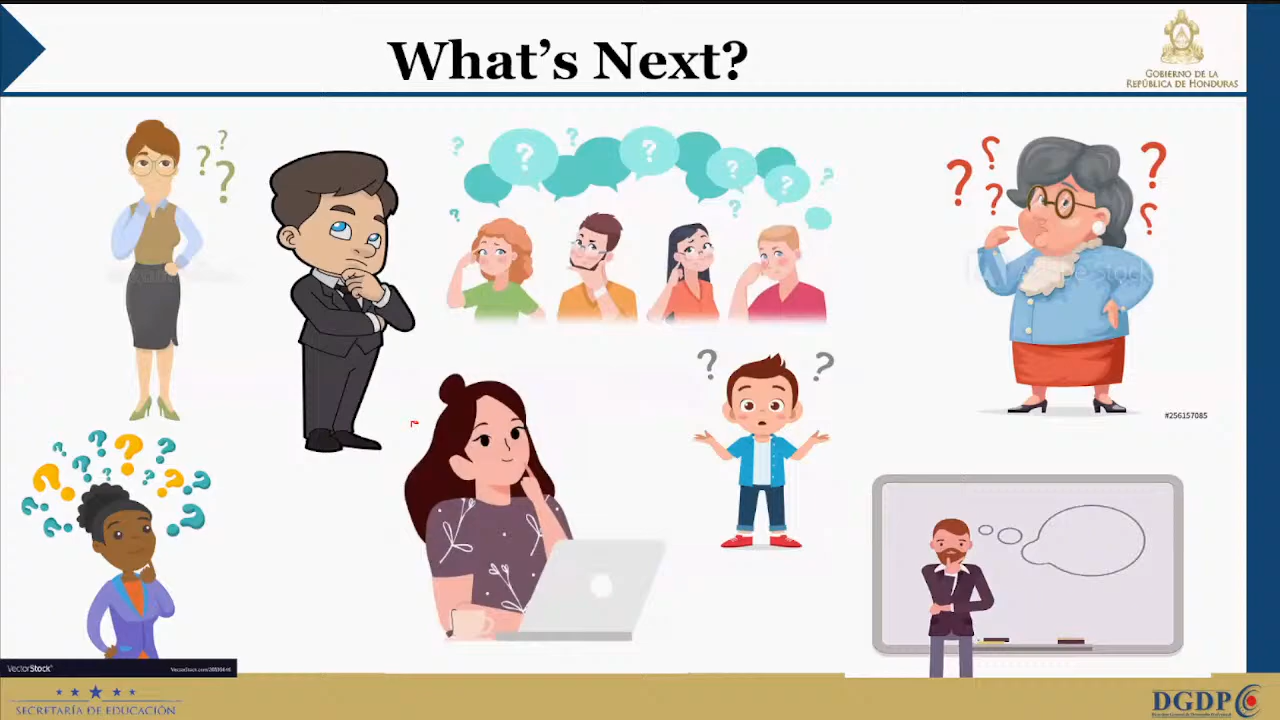 What's Next?
GOBIERNO DE LA
REPÚBLICA DE HONDURAS
? ? ?
? ? ? ? ? ? ? ?
? ? ? ? ?
? ?
#256157085
VectorStock®
SECRETARÍA DE EDUCACIÓN
DGDP